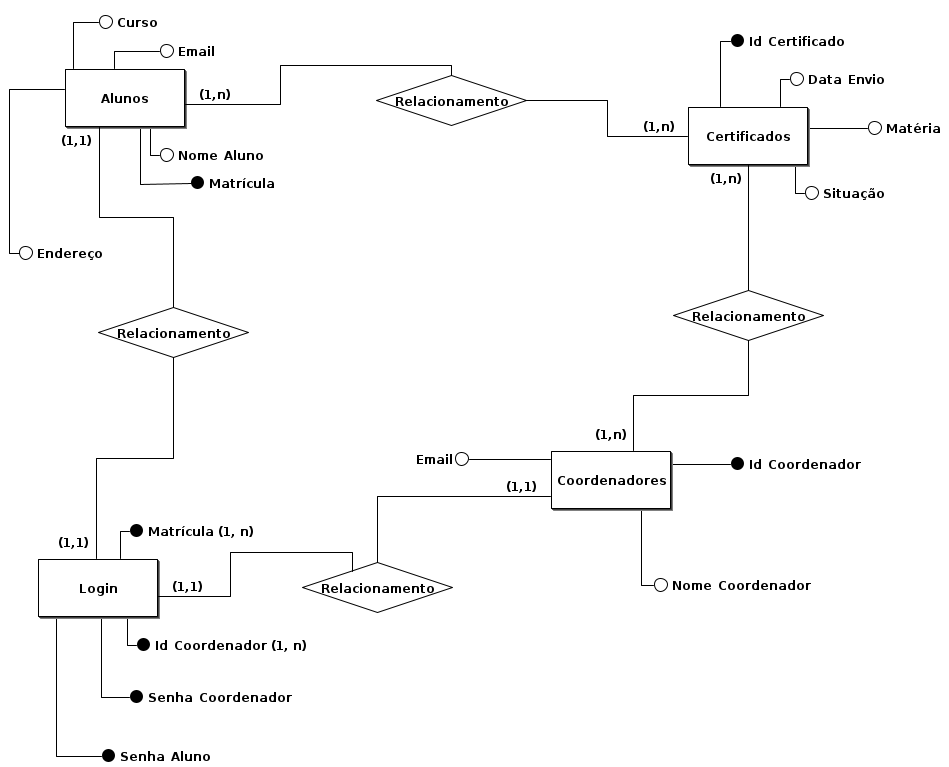 Curso
Id Certificado
Email
Data Envio
(1,n)
Alunos
Relacionamento
(1,n)
Certificados
Matéria
(1,1)
Nome Aluno
(1,n)
Matrícula
Situação
Endereço
Relacionamento
Relacionamento
(1,n)
Email
Id Coordenador
Coordenadores
(1,1)
Matrícula (1, n)
(1,1)
(1,1)
Login
Relacionamento
Nome Coordenador
Id Coordenador (1, n)
Senha Coordenador
Senha Aluno